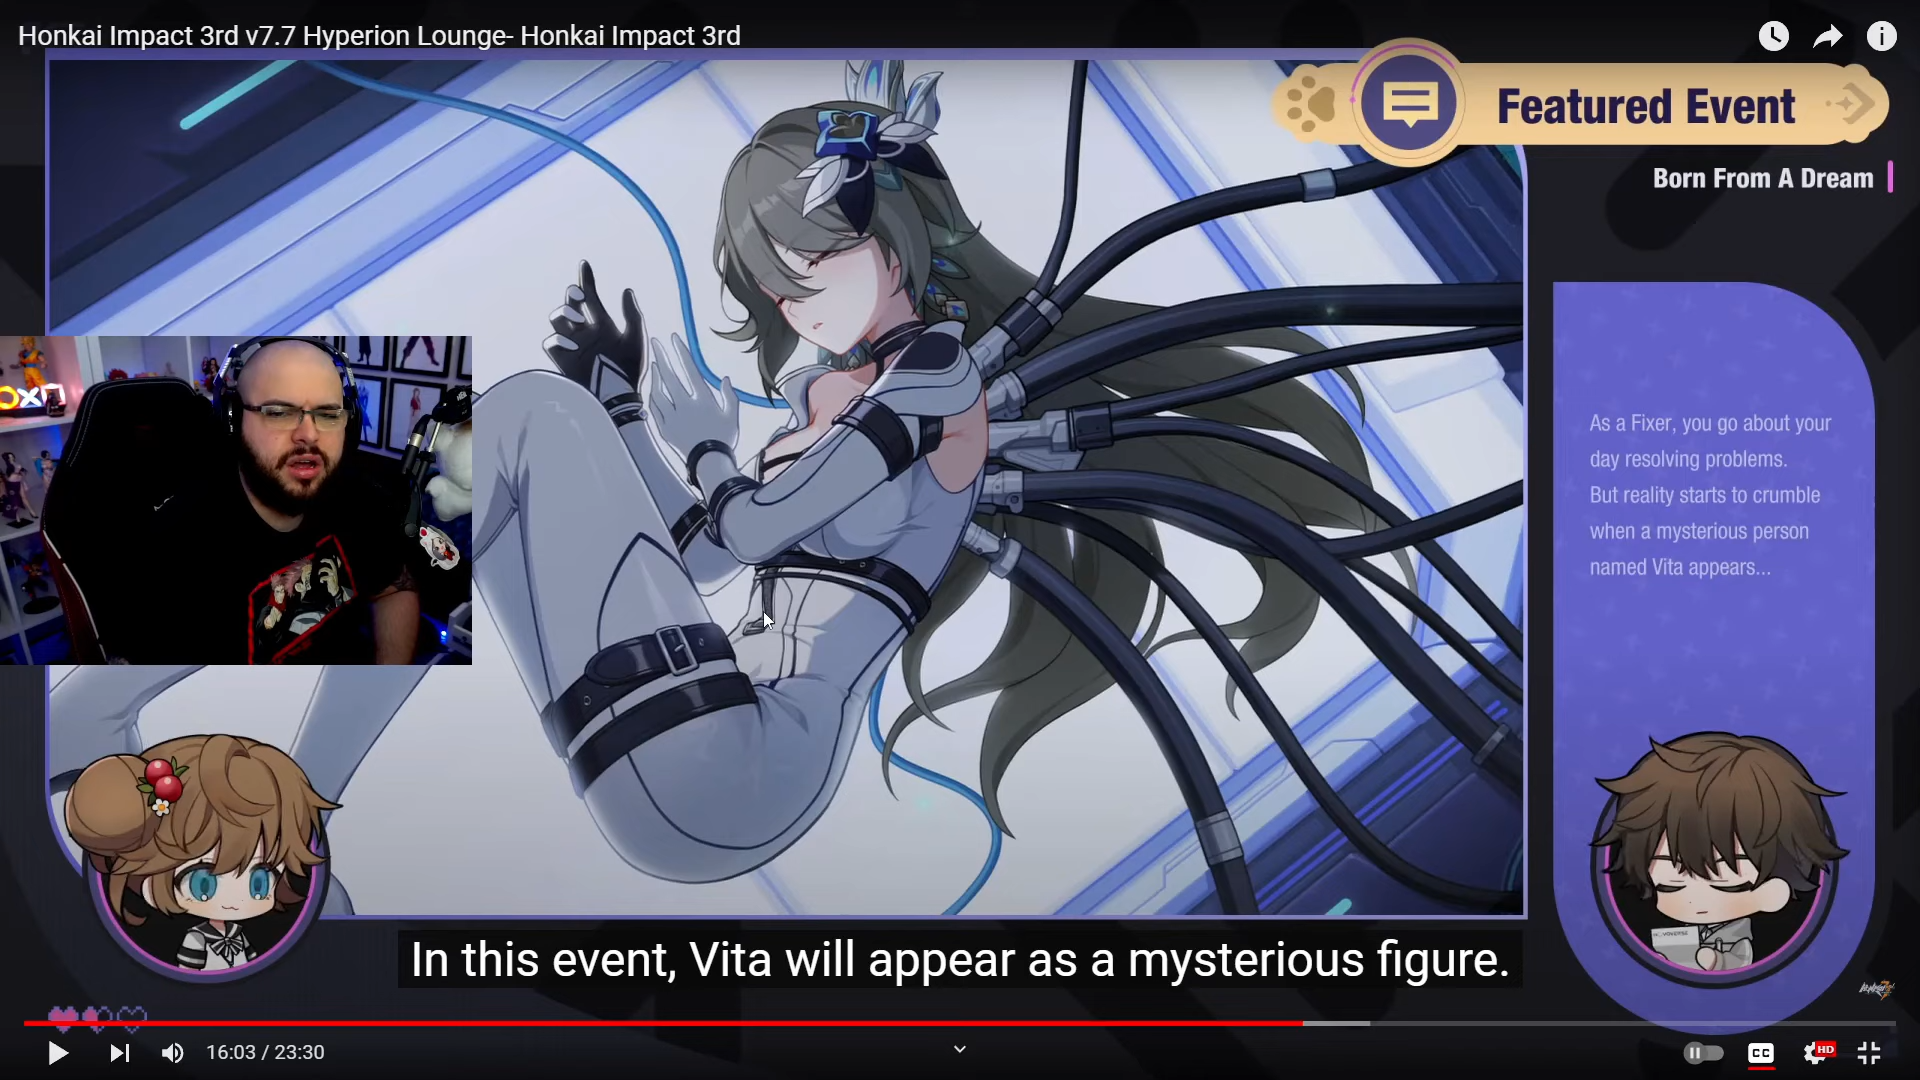 Honkai Impact 3rd v7.7 Hyperion Lounge- Honkai Impact 3rd
Featured Event
Born From A Dream
As a Fixer, you go about your
day resolving problems.
But reality starts to crumble
when a mysterious person
named Vita appears...
In this event, Vita will appear as a mysterious figure.
16:03 / 23:30
CC
HD